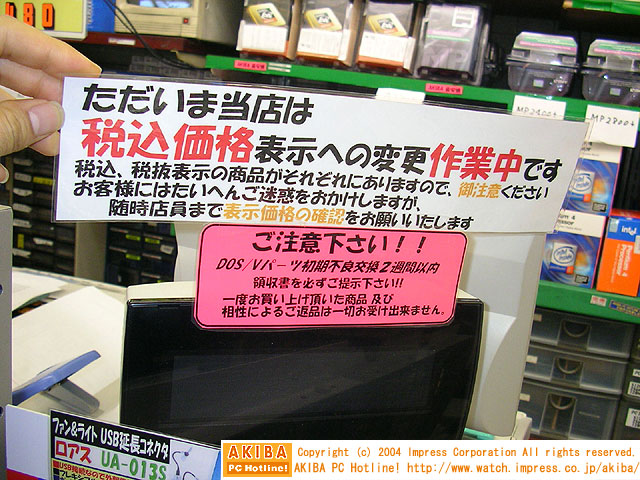 ただいま当店は
税込価格表示への変更作業中です
税込、税抜表示の商品がそれぞれにありますので、御注意ください
お客様にはたいへんご迷惑をおかけしますが、
随時店員まで表示価格の確認をお願いいたします
ご注意下さい！！
DOS/Vパーツ初期不良交換2週間以内
領収書を必ずご提示下さい!!
一度お買い上げ頂いた商品 及び
相性によるご返品は一切お受け出来ません。
MP2400+
MP2800+
intel
ファン&ライト USB延長コネクタ
ロアス UA-013S
AKIBA
PC Hotline!
Copyright (c) 2004 Impress Corporation All rights reserved.
AKIBA PC Hotline! http://www.watch.impress.co.jp/akiba/